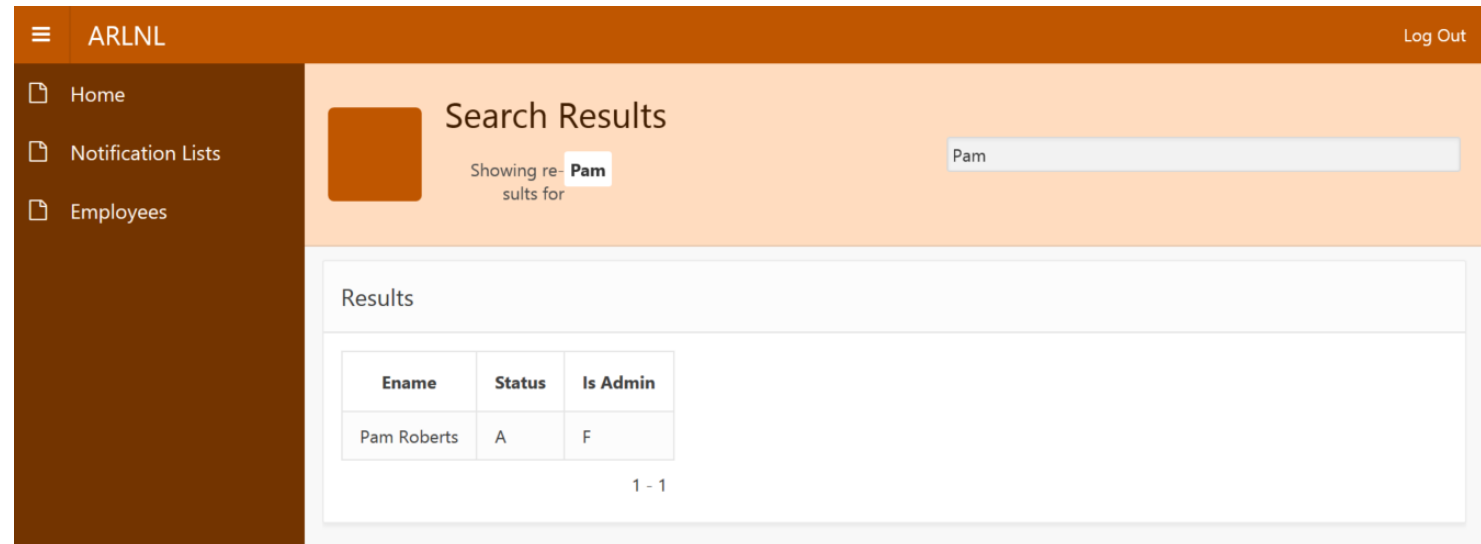 ARLNL
Log Out
Home
Notification Lists
Employees
Search Results
Showing re-
sults for
Pam
Pam
Results
Ename Status Is Admin
Pam Roberts A F
1 - 1